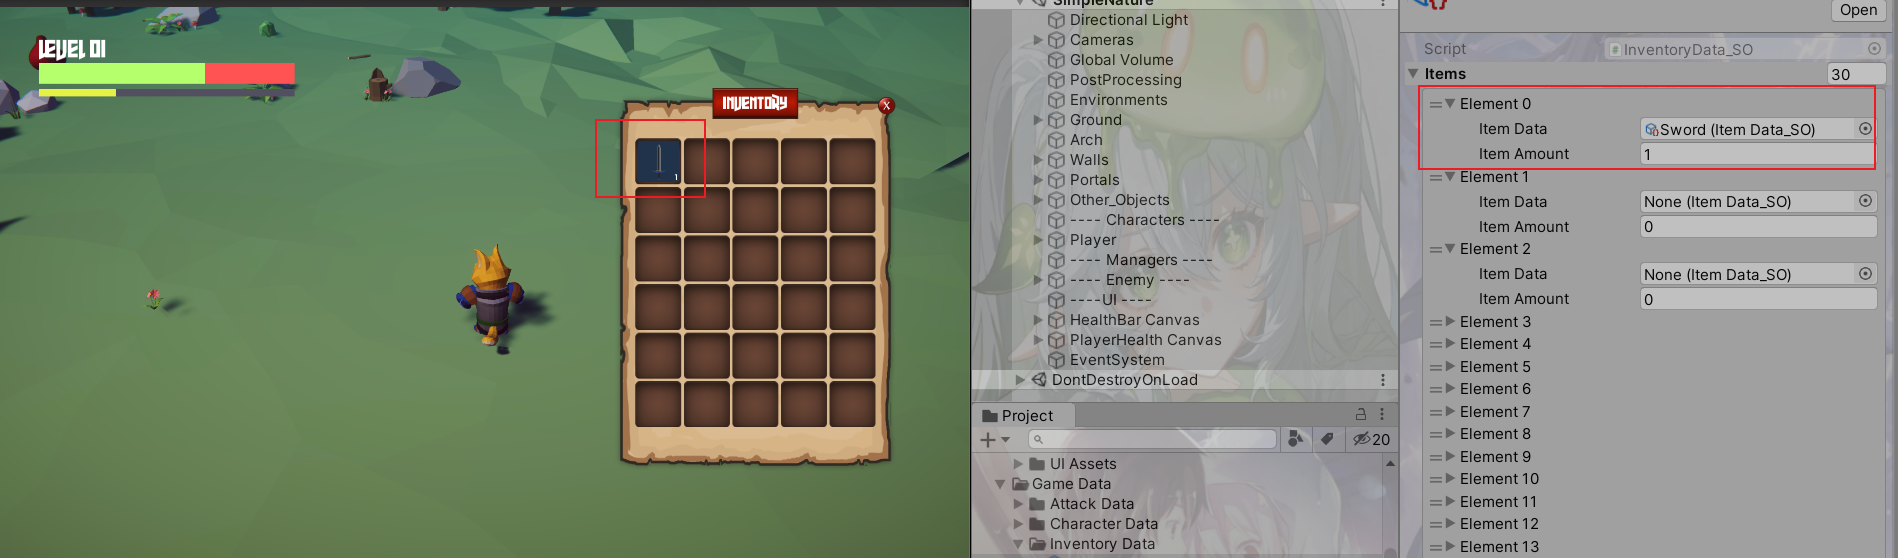 LEVEL 01
INVENTORY
X
1
SimpleNature
Directional Light
Cameras
Global Volume
PostProcessing
Environments
Ground
Arch
Walls
Portals
Other_Objects
---- Characters ----
Player
---- Managers ----
---- Enemy ----
----UI ----
HealthBar Canvas
PlayerHealth Canvas
EventSystem
DontDestroyOnLoad
Project
20
UI Assets
Game Data
Attack Data
Character Data
Inventory Data
Open
Script
# InventoryData_SO
Items
30
Element 0
Item Data
Sword (Item Data_SO)
Item Amount
1
Element 1
Item Data
None (Item Data_SO)
Item Amount
0
Element 2
Item Data
None (Item Data_SO)
Item Amount
0
Element 3
Element 4
Element 5
Element 6
Element 7
Element 8
Element 9
Element 10
Element 11
Element 12
Element 13